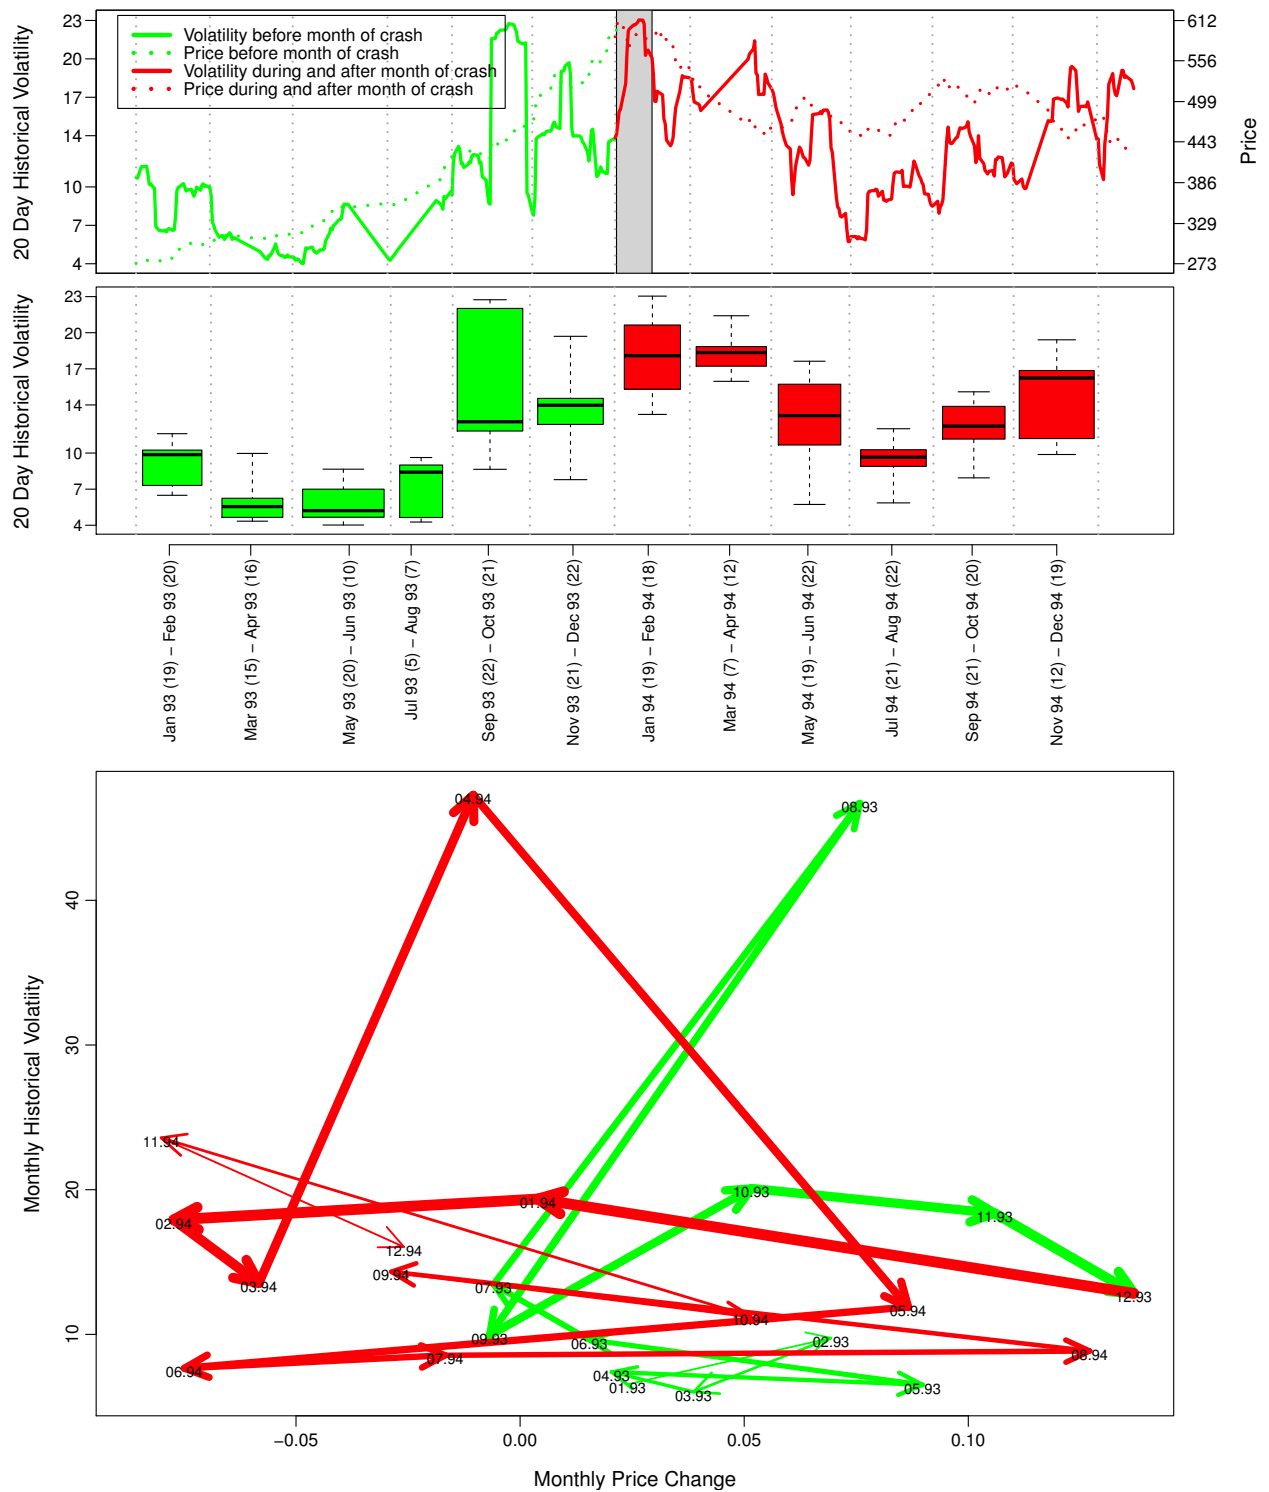 20 Day Historical Volatility
23
20
17
14
10
7
4
Volatility before month of crash
Price before month of crash
Volatility during and after month of crash
Price during and after month of crash
612
556
499
443
386
329
273
Price
20 Day Historical Volatility
23
20
17
14
10
7
4
Jan 93 (19) − Feb 93 (20)
Mar 93 (15) − Apr 93 (16)
May 93 (20) − Jun 93 (10)
Jul 93 (5) − Aug 93 (7)
Sep 93 (22) − Oct 93 (21)
Nov 93 (21) − Dec 93 (22)
Jan 94 (19) − Feb 94 (18)
Mar 94 (7) − Apr 94 (12)
May 94 (19) − Jun 94 (22)
Jul 94 (21) − Aug 94 (22)
Sep 94 (21) − Oct 94 (20)
Nov 94 (12) − Dec 94 (19)
Monthly Historical Volatliity
40
30
20
10
04.94
08.93
11.94
02.94
01.94
10.93
11.93
12.94
09.94
03.94
07.93
12.93
05.94
10.94
09.93
06.93
02.93
07.94
08.94
06.94
04.93
01.93
03.93
05.93
−0.05
0.00
0.05
0.10
Monthly Price Change